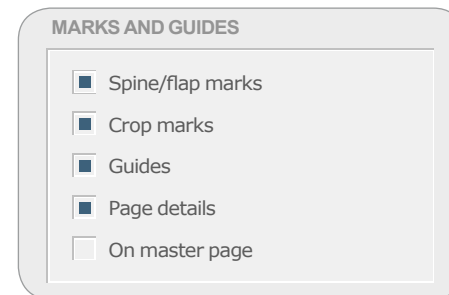 MARKS AND GUIDES
Spine/flap marks
Crop marks
Guides
Page details
On master page